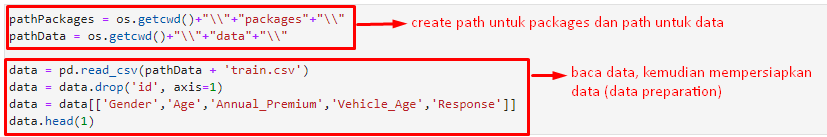 pathPackages = os.getcwd()+"\\"+"packages"+"\\"
pathData = os.getcwd()+"\\"+"data"+"\\"
create path untuk packages dan path untuk data
data = pd.read_csv(pathData + 'train.csv')
data = data.drop('id', axis=1)
data = data[['Gender','Age','Annual_Premium','Vehicle_Age','Response']]
data.head(1)
baca data, kemudian mempersiapkan
data (data preparation)